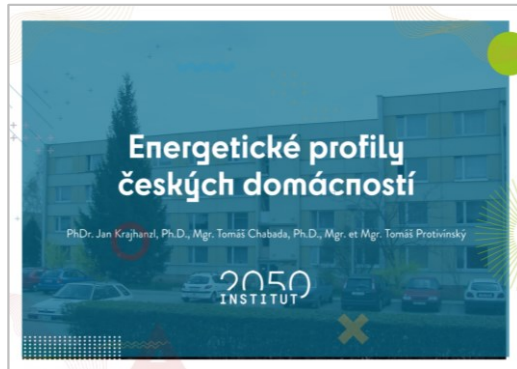 Energetické profily
českých domácností
PhDr. Jan Krajhanzl, Ph.D., Mgr. Tomáš Chabada, Ph.D., Mgr. et Mgr. Tomáš Protivínský
2050
INSTITUT